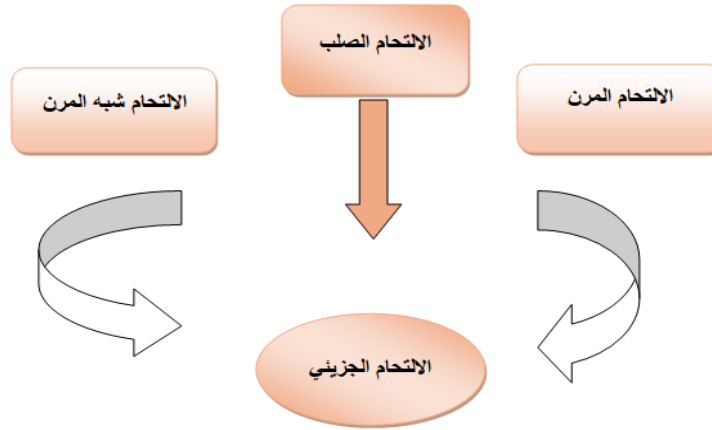 الالتحام الصلب
الالتحام المرن
الالتحام شبه المرن
الالتحام الجزيئي